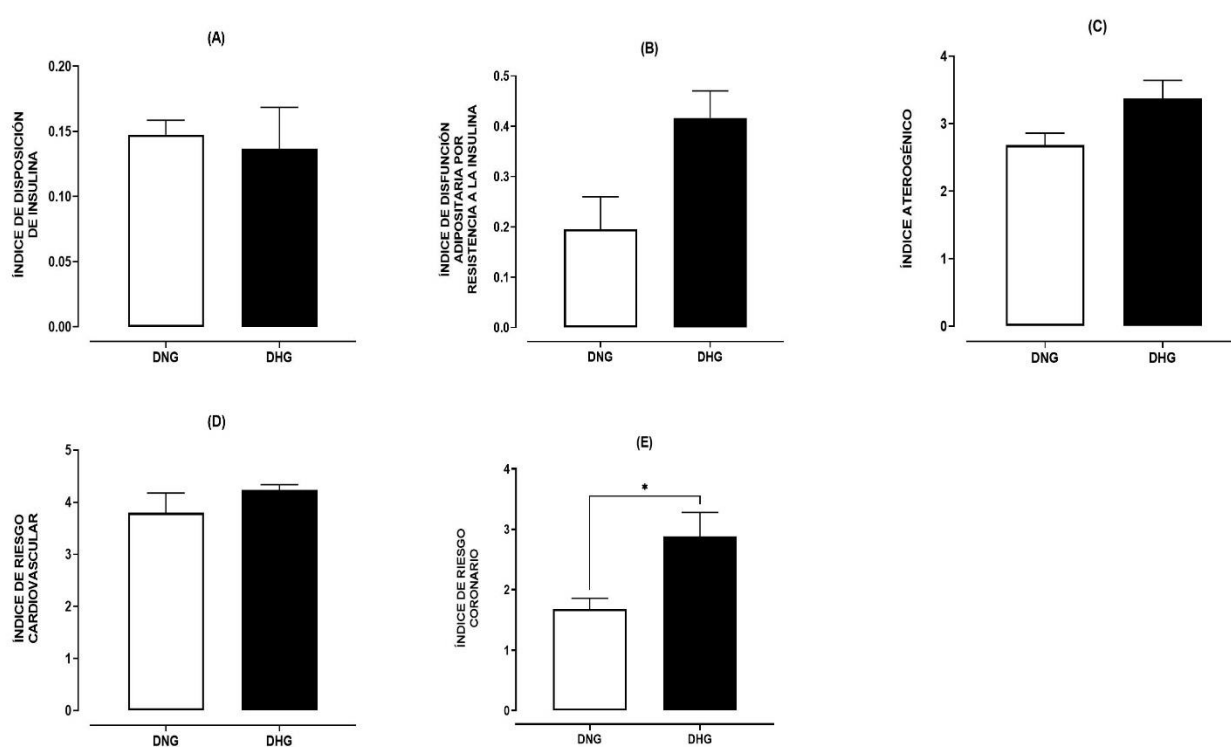 (A)
ÍNDICE DE DISPOSICIÓN
DE INSULINA
0.20
0.15
0.10
0.05
0.00
DNG DHG
(B)
ÍNDICE DE DISFUNCIÓN
ADIPOSITARIA POR
RESISTENCIA A LA INSULINA
0.5
0.4
0.2
0.1
0.0
DNG DHG
(C)
ÍNDICE ATEROGÉNICO
4
3
2
1
0
DNG DHG
(D)
ÍNDICE DE RIESGO
CARDIOVASCULAR
5
4
3
2
1
0
DNG DHG
(E)
ÍNDICE DE RIESGO
CORONARIO
4
3
2
1
0
*
DNG DHG